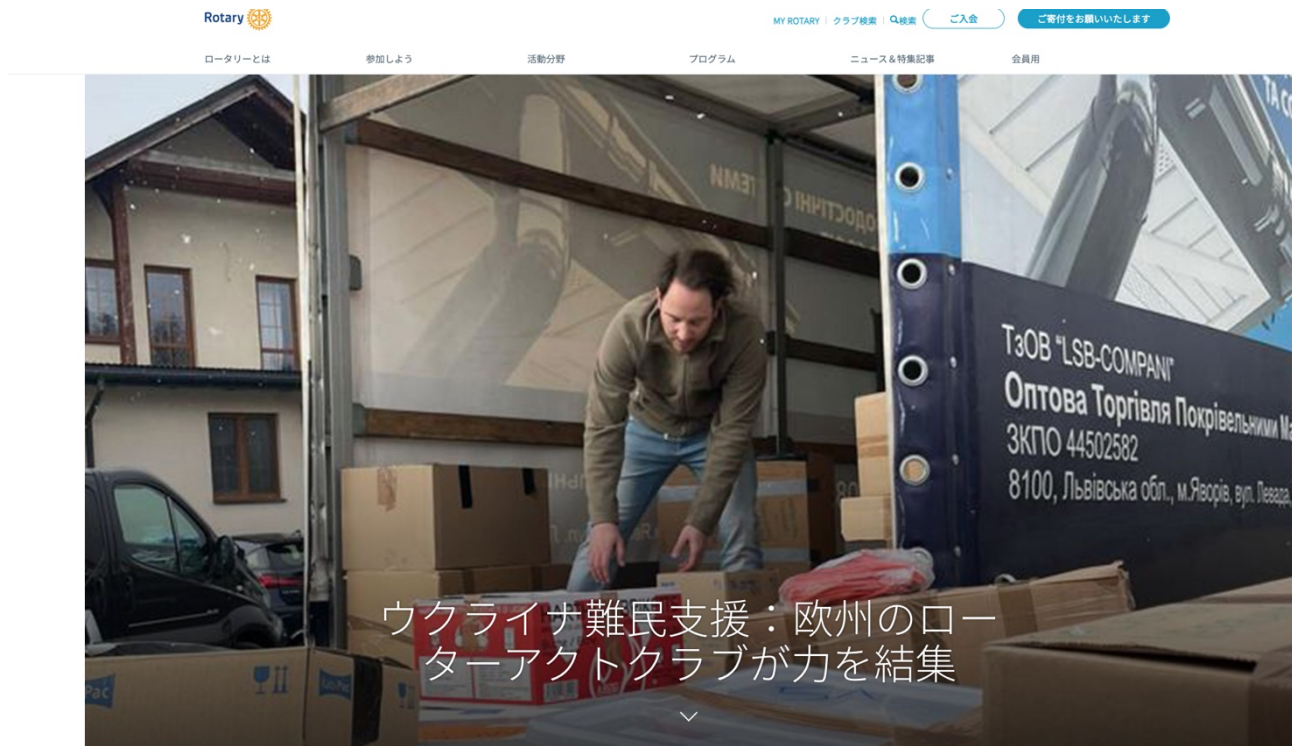 Rotary
MY ROTARY
クラブ検索
検索
ご入会
ご寄付をお願いいたします
ロータリーとは
参加しよう
活動分野
プログラム
ニュース＆特集記事
会員用
ТзОВ "LSB-COMPANI"
Оптова Торгівля Покрівельними
ЗКПО 44502582
8100, Львівська обл., м.Яворів, вул. Левада,
ウクライナ難民支援：欧州のロー
ターアクトクラブが力を結集